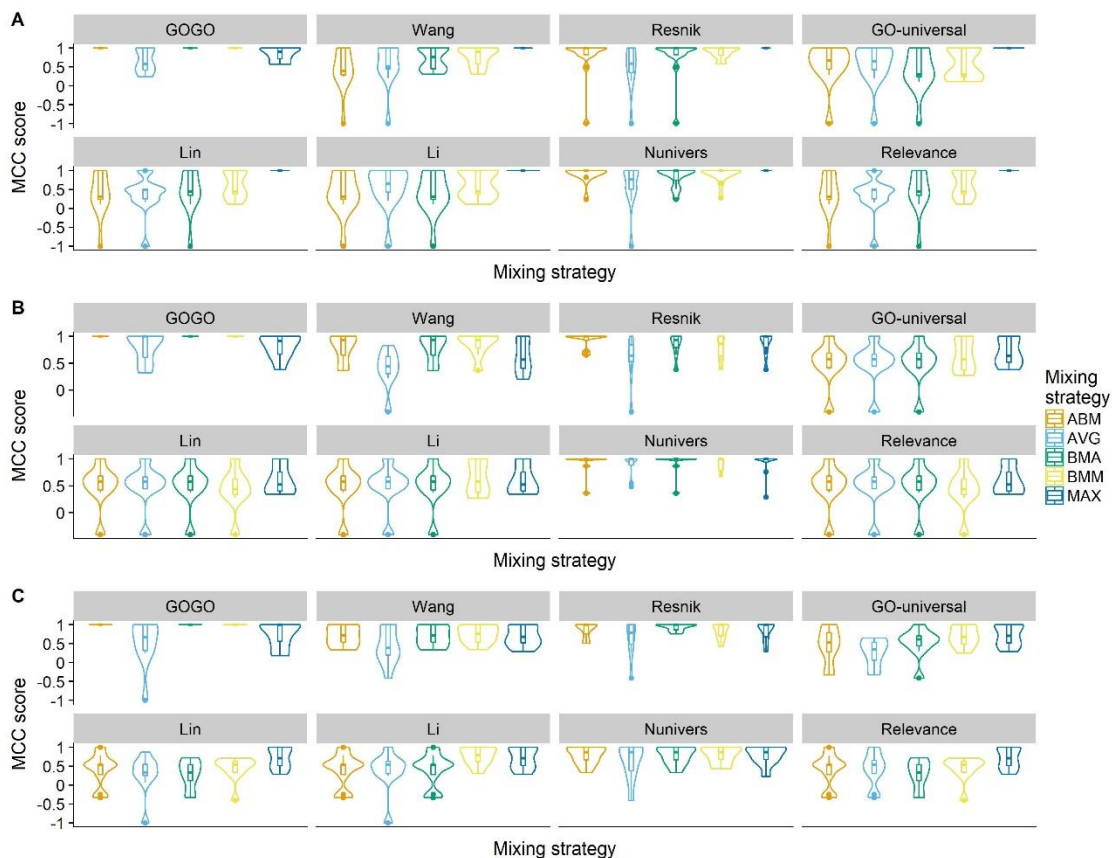 A
GOGO Wang Resnik GO-universal
1
0.5
0
-0.5
-1
MCC score
Lin Li Nunivers Relevance
1
0.5
0
-0.5
-1
Mixing strategy
B
GOGO Wang Resnik GO-universal
1
0.5
0
MCC score
Lin Li Nunivers Relevance
1
0.5
0
Mixing strategy
Mixing
strategy
ABM
AVG
BMA
BMM
MAX
C
GOGO Wang Resnik GO-universal
1
0.5
0
-0.5
-1
MCC score
Lin Li Nunivers Relevance
1
0.5
0
-0.5
-1
Mixing strategy